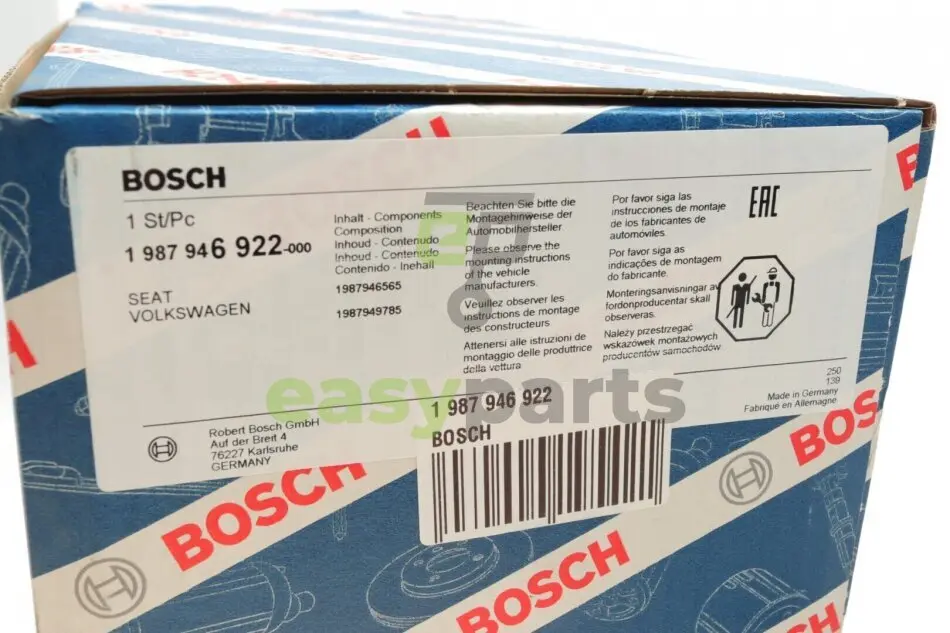 BOSCH
1 St/Pc
1 987 946 922-000
SEAT
VOLKSWAGEN
Inhalt - Components
Composition
Inhoud - Contenudo
Inhoud - Contenudo
Contenido - Inehall
1987946565
1987949785
Beachten Sie bitte die
Montagehinweise der
Automobilhersteller
Please observe the
mounting instructions
of the vehicle
manufacturers.
Veuillez observer les
instructions de montage
des constructeurs
Attenersi alle istruzioni de
montaggio delle produttrice
della vettura
Por favor siga las
instrucciones de montaje
de los fabricantes de
automóviles.
Por favor siga as
indicações de montagem
do fabricante.
Monteringsanvisningar av
fordonproducentar skall
observeras.
Należy przestrzegać
wskazówek montażowych
producentów samochodów
EAC
250
139
Made in Germany
Fabriqué en Allemagne
Robert Bosch GmbH
Auf der Breit 4
76227 Karlsruhe
GERMANY
easyparts
1 987 946 922
BOSCH
BOSCH
BOSCH
BOSCH